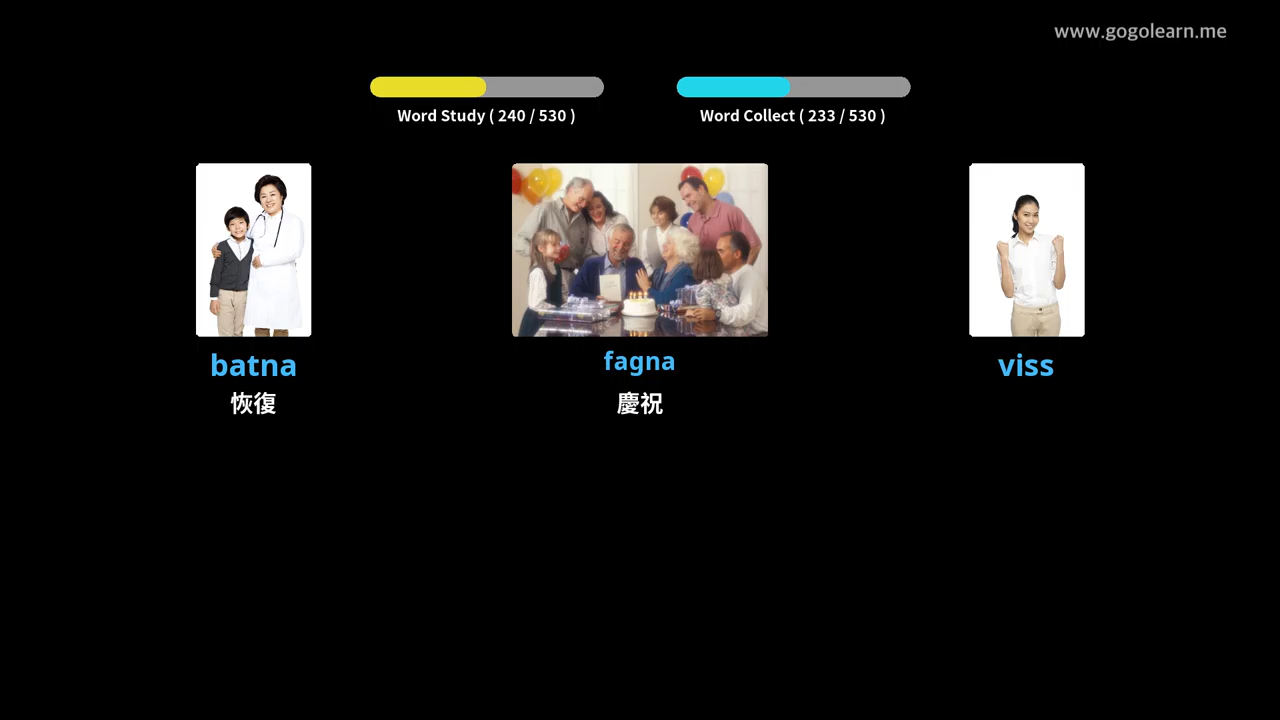 www.gogolearn.me
Word Study ( 240 / 530 )
Word Collect ( 233 / 530 )
batna
恢復
fagna
慶祝
viss